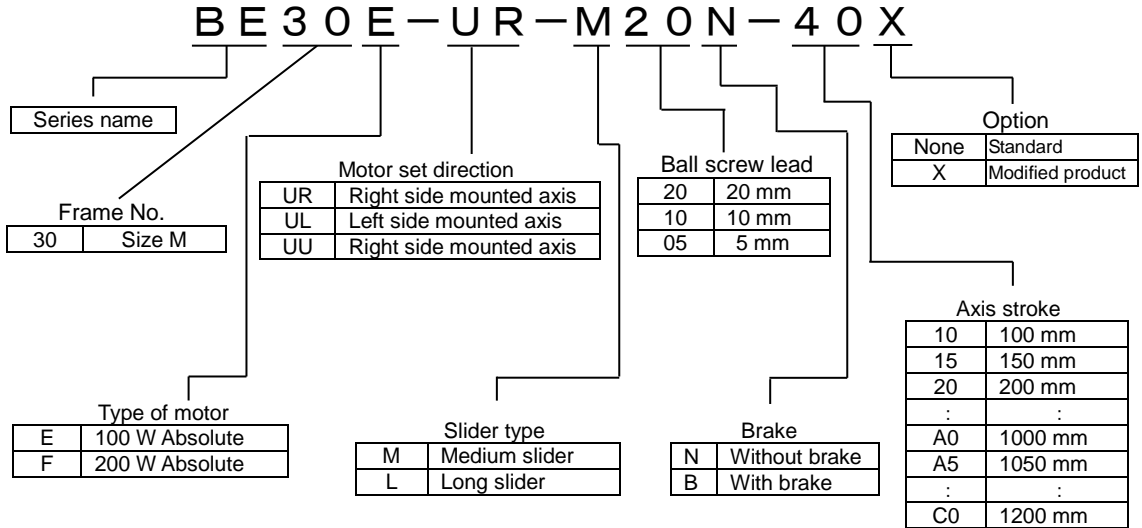 BE30E-UR-M20N-40X
Series name
Option
None Standard
X Modified product
Motor set direction
UR Right side mounted axis
UL Left side mounted axis
UU Right side mounted axis
Ball screw lead
20 20 mm
10 10 mm
05 5 mm
Frame No.
30 Size M
Axis stroke
10 100 mm
15 150 mm
20 200 mm
: :
A0 1000 mm
A5 1050 mm
: :
C0 1200 mm
Type of motor
E 100 W Absolute
F 200 W Absolute
Slider type
M Medium slider
L Long slider
Brake
N Without brake
B With brake